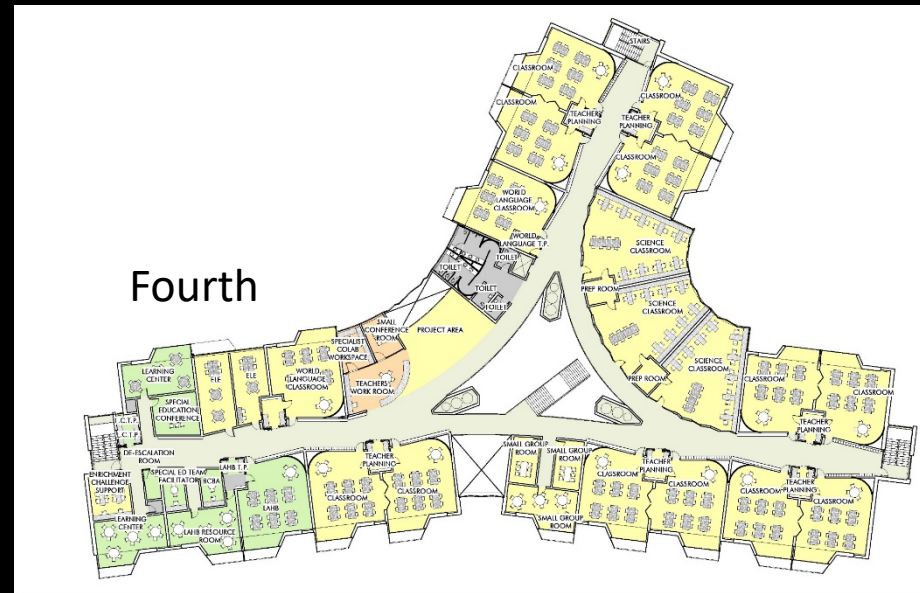 STAIRS
CLASSROOM
CLASSROOM
TEACHER
PLANNING
CLASSROOM
TEACHER
PLANNING
CLASSROOM
WORLD
LANGUAGE
CLASSROOM
WORLD
LANGUAGE T.P.
TOILET
TOILET
TOILET
TOILET
SCIENCE
CLASSROOM
PREP ROOM
SCIENCE
CLASSROOM
SCIENCE
CLASSROOM
PREP ROOM
Fourth
SMALL
CONFERENCE
ROOM
PROJECT AREA
SPECIALIST
COLAB
WORKSPACE
TEACHERS
WORK ROOM
WORLD
LANGUAGE
CLASSROOM
ELE
ELE
LEARNING
CENTER
SPECIAL
EDUCATION
CONFERENCE
L.C.T.P.
L.C.T.P.
DE-ESCALATION
ROOM
ENRICHMENT
CHALLENGE
SUPPORT
SPECIAL ED TEAM
FACILITATOR
BCBA
LAHB T.P.
LAHB
LEARNING
CENTER
LAHB RESOURCE
ROOM
TEACHER
PLANNING
CLASSROOM
CLASSROOM
SMALL GROUP
ROOM
SMALL GROUP
ROOM
SMALL GROUP
ROOM
CLASSROOM
TEACHER
PLANNING
CLASSROOM
CLASSROOM
TEACHER
PLANNING
CLASSROOM
CLASSROOM
CLASSROOM
TEACHER
PLANNING